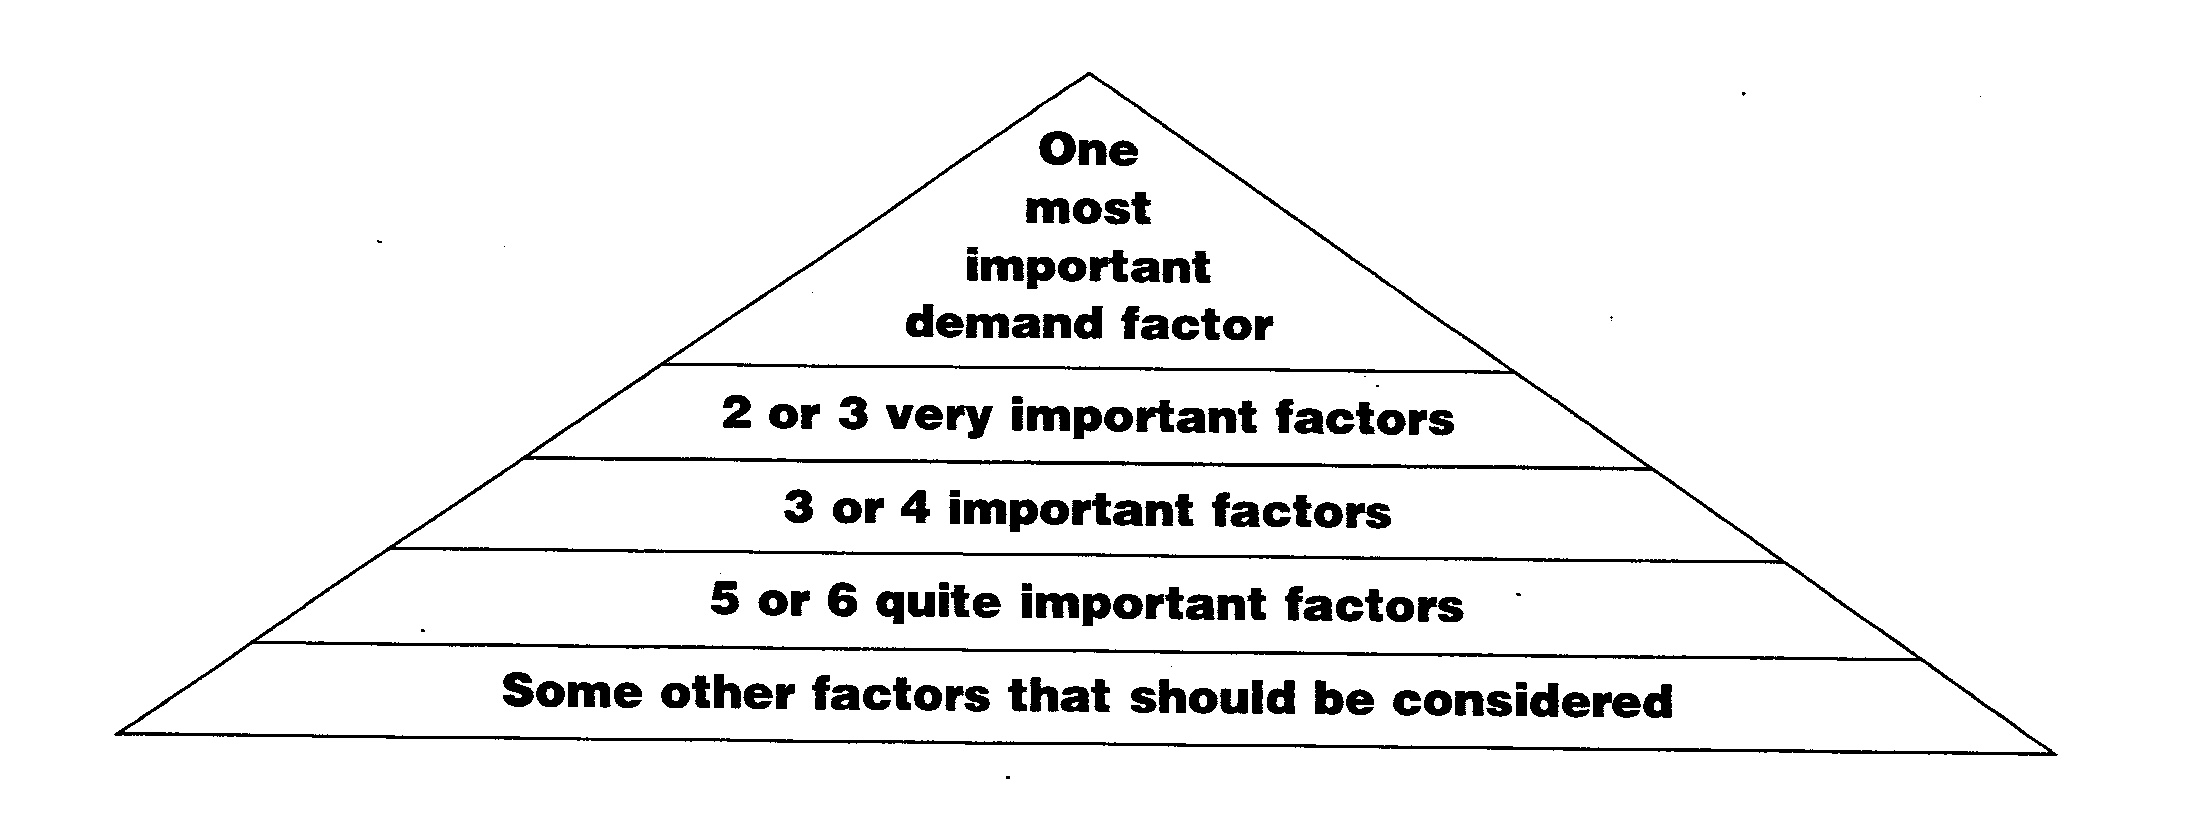 One
most
important
demand factor
2 or 3 very important factors
3 or 4 important factors
5 or 6 quite important factors
Some other factors that should be considered